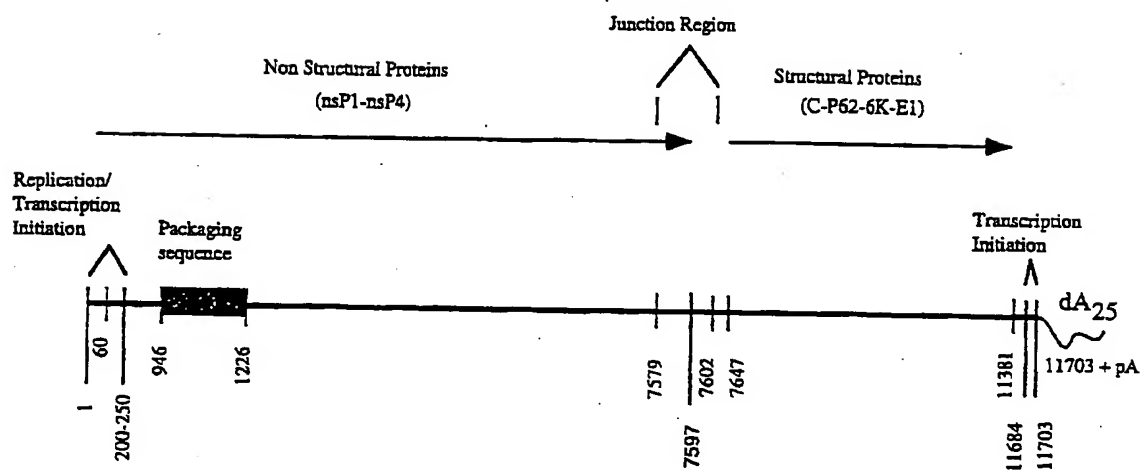 Junction Region
Non Structural Proteins
(nsP1-nsP4)
Structural Proteins
(C-P62-6K-E1)
Replication/
Transcription
Initiation
Packaging
sequence
Transcription
Initiation
dA25
1
60
200-250
946
1226
7579
7597
7602
7647
11381
11684
11703
11703 + pA